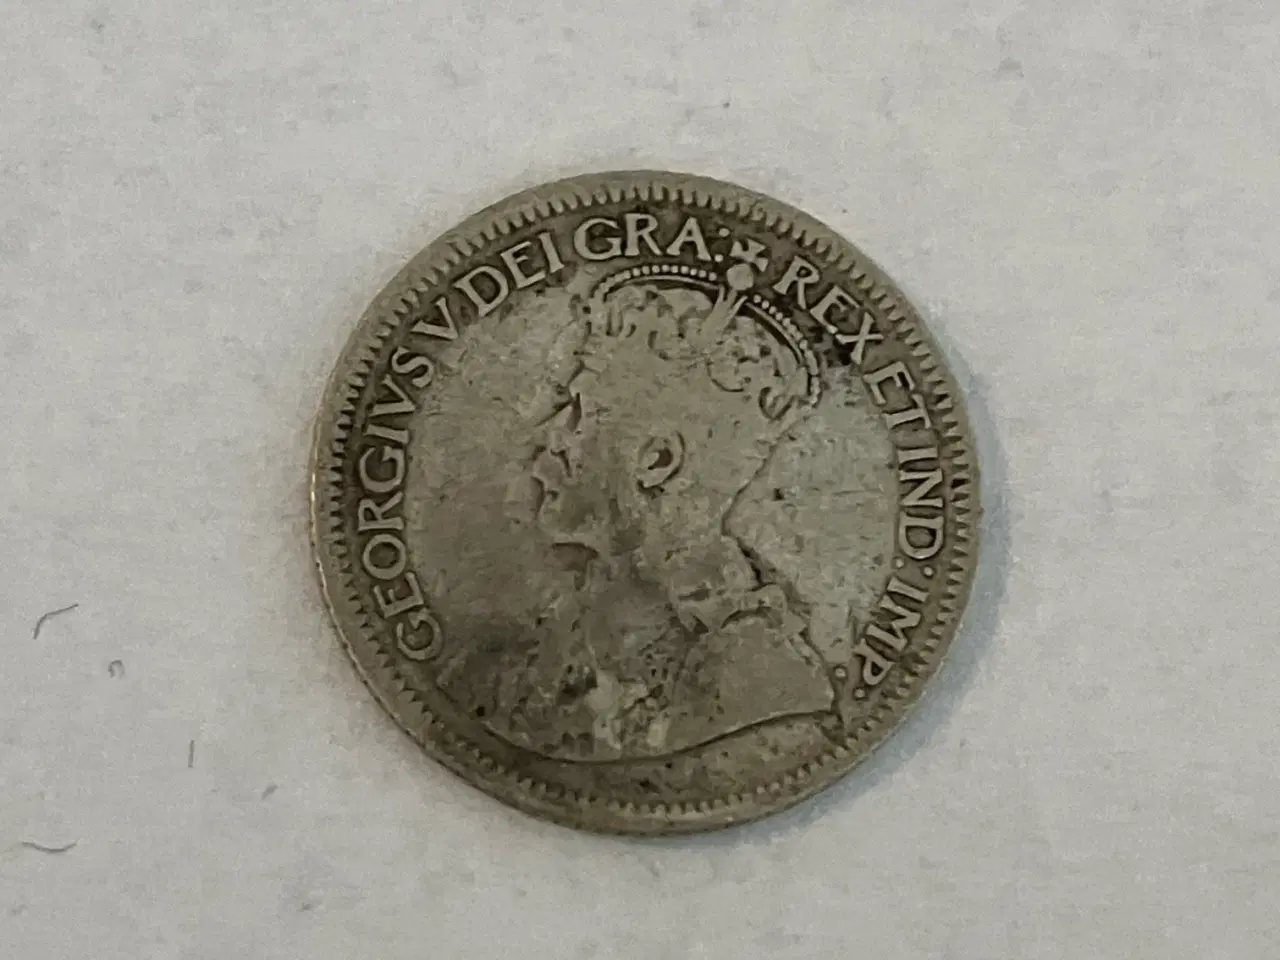 GEORGIVS V DEI GRA: REX ET IND: IMP: